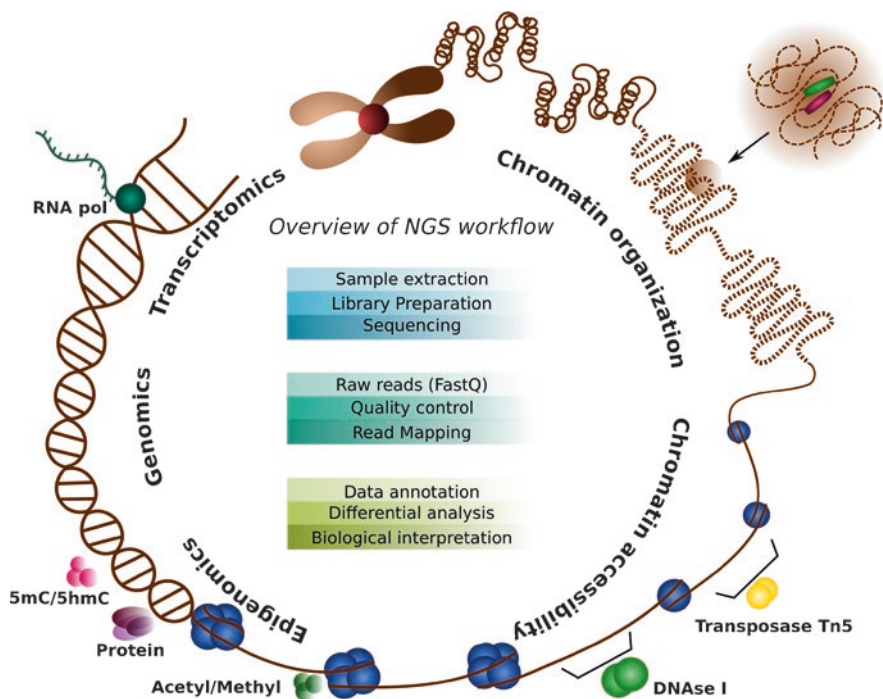 Chromatin organization
RNA pol
Transcriptomics
Overview of NGS workflow
Sample extraction
Library Preparation
Sequencing
Raw reads (FastQ)
Quality control
Read Mapping
Genomics
Data annotation
Differential analysis
Biological interpretation
Chromatin accessibility
Epigenomics
5mC/5hmC
Protein
Acetyl/Methyl
Transposase Tn5
DNAse I